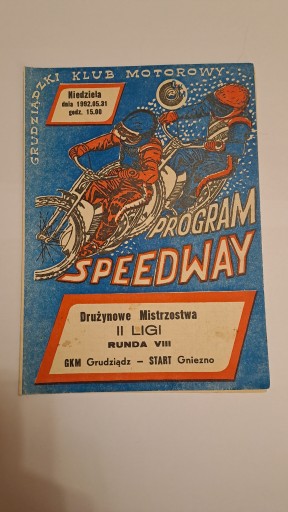 GRUDZIĄDZKI KLUB MOTOROWY
Niedziela
dnia 1992.05.31
godz. 15.00
PROGRAM
SPEEDWAY
Drużynowe Mistrzostwa
II LIGI
RUNDA VIII
GKM Grudziądz — START Gniezno